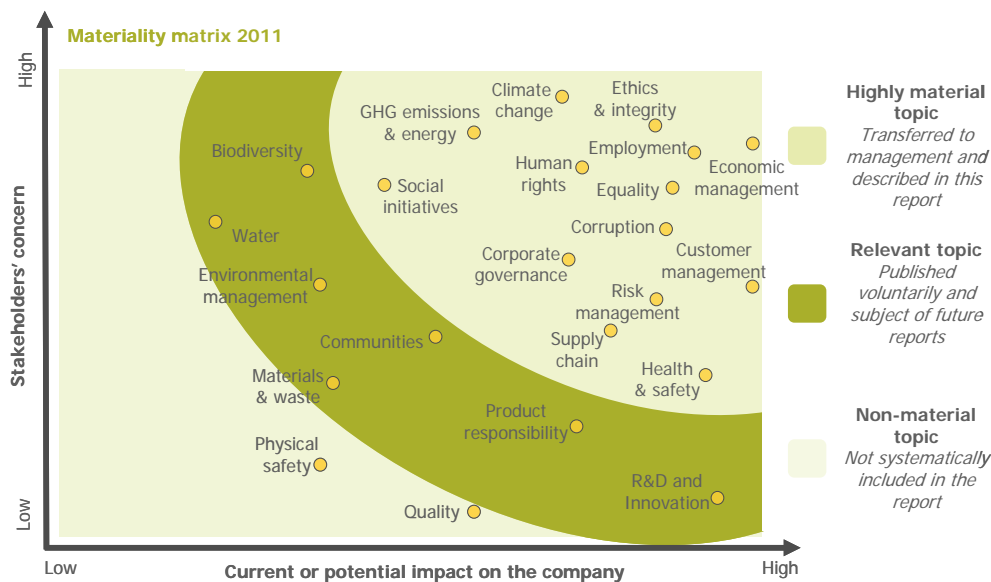 Materiality matrix 2011
High
Stakeholders' concern
Low
Low
Current or potential impact on the company
High
Climate
change
Ethics
& integrity
GHG emissions
& energy
Employment
Economic
management
Biodiversity
Human
rights
Equality
Social
initiatives
Water
Corruption
Corporate
governance
Customer
management
Environmental
management
Risk
management
Supply
chain
Communities
Health
& safety
Materials
& waste
Product
responsibility
Physical
safety
R&D and
Innovation
Quality
Highly material
topic
Transferred to
management and
described in this
report
Relevant topic
Published
voluntarily and
subject of future
reports
Non-material
topic
Not systematically
included in the
report